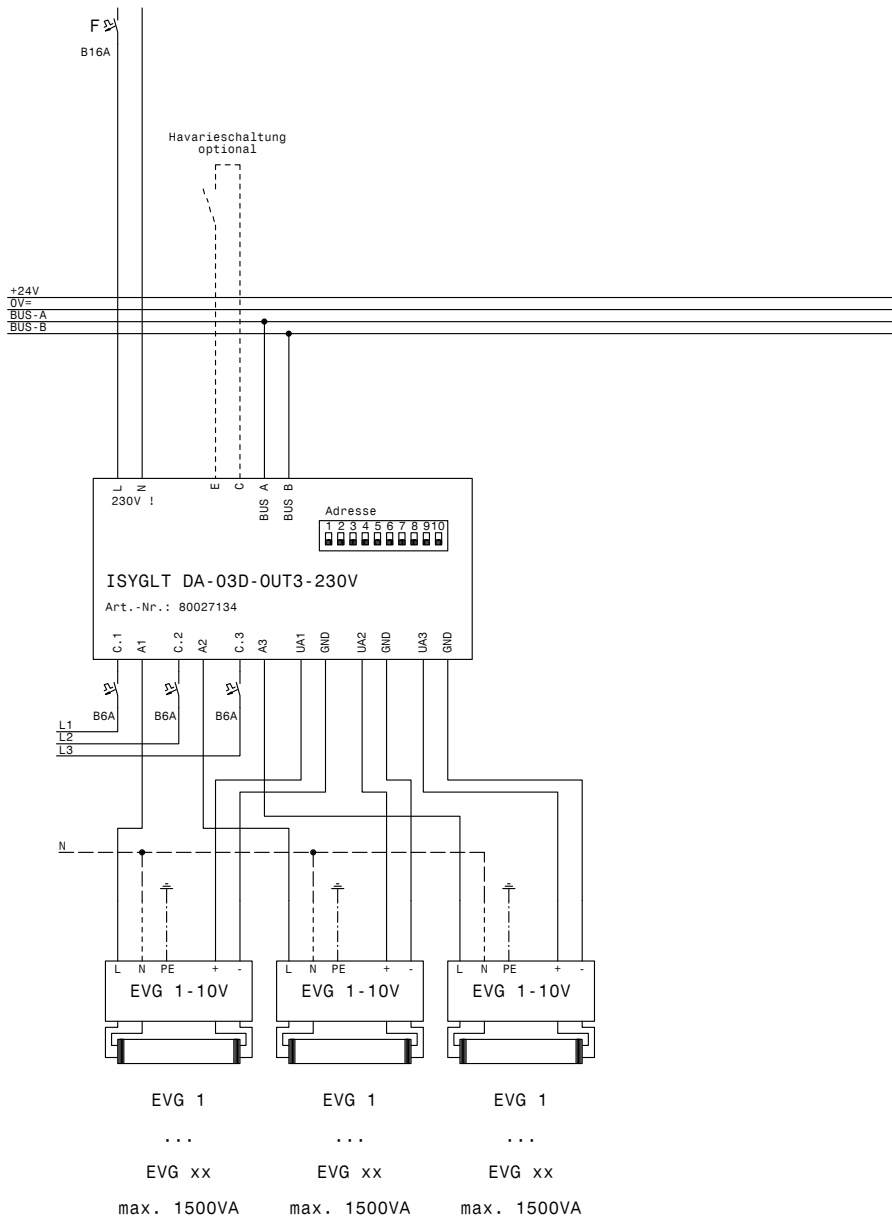 F
B16A
Havarieschaltung
optional
+24V
0V=
BUS-A
BUS-B
L N E C BUS A BUS B
230V !
Adresse
1 2 3 4 5 6 7 8 9 10
ISYGLT DA-03D-OUT3-230V
Art.-Nr.: 80027134
C.1 A1 C.2 A2 C.3 A3 UA1 GND UA2 GND UA3 GND
B6A B6A B6A
L1
L2
L3
N
L N PE + - L N PE + - L N PE + -
EVG 1-10V EVG 1-10V EVG 1-10V
EVG 1 EVG 1 EVG 1
... ... ...
EVG xx EVG xx EVG xx
max. 1500VA max. 1500VA max. 1500VA